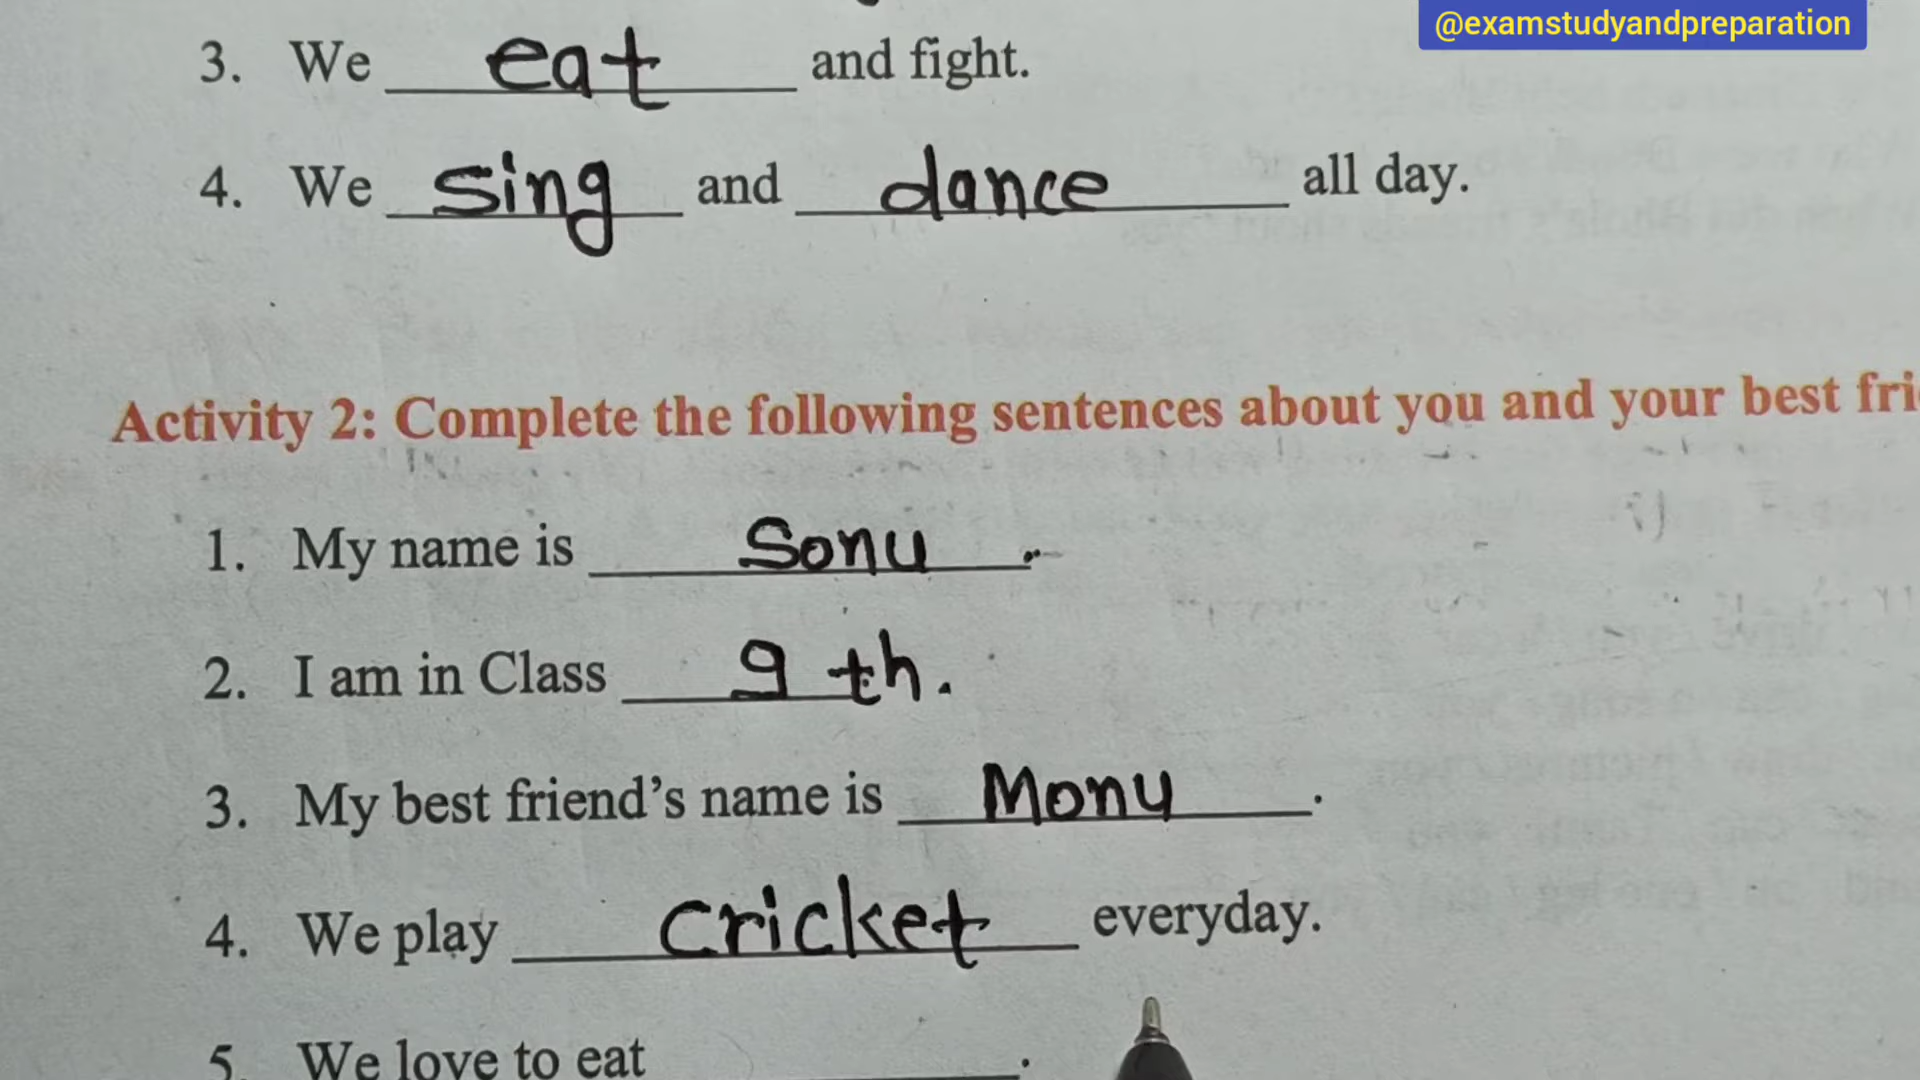 @examstudyandpreparation
3. We eat and fight.
4. We sing and dance all day.
Activity 2: Complete the following sentences about you and your best
1. My name is Sonu.
2. I am in Class 9 th.
3. My best friend's name is Monu.
4. We play cricket everyday.
5. We love to eat .